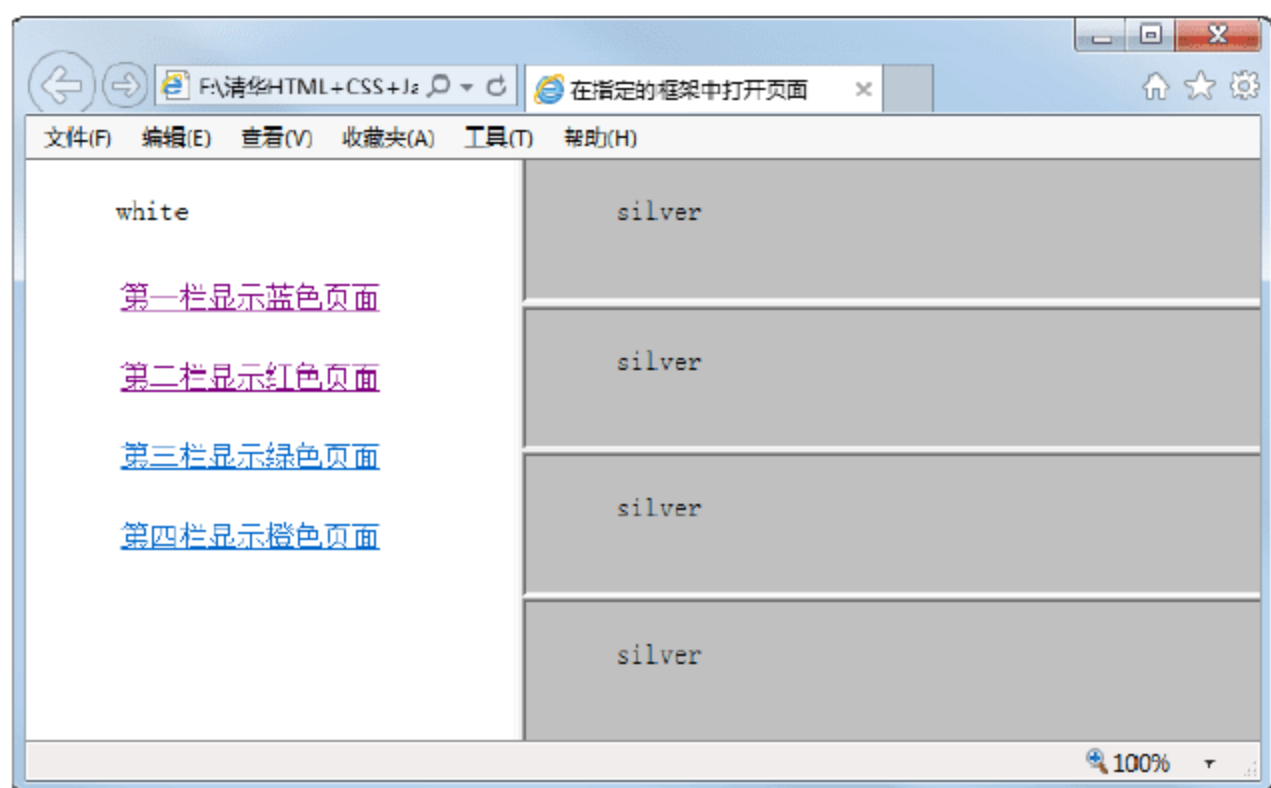 F:\清华HTML+CSS+Ja
在指定的框架中打开页面
文件(F) 编辑(E) 查看(V) 收藏夹(A) 工具(T) 帮助(H)
white
第一栏显示蓝色页面
第二栏显示红色页面
第三栏显示绿色页面
第四栏显示橙色页面
silver
silver
silver
silver
100%